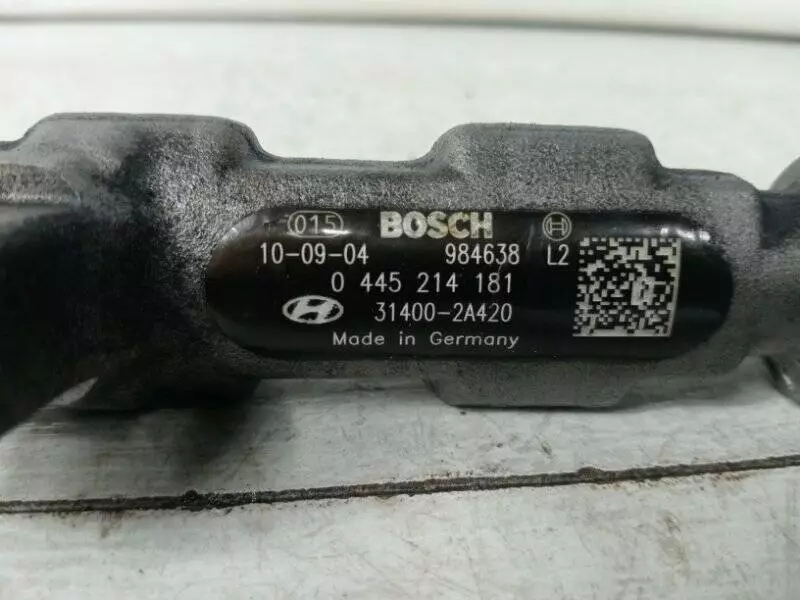 015 BOSCH
10-09-04 984638 L2
0 445 214 181
31400-2A420
Made in Germany